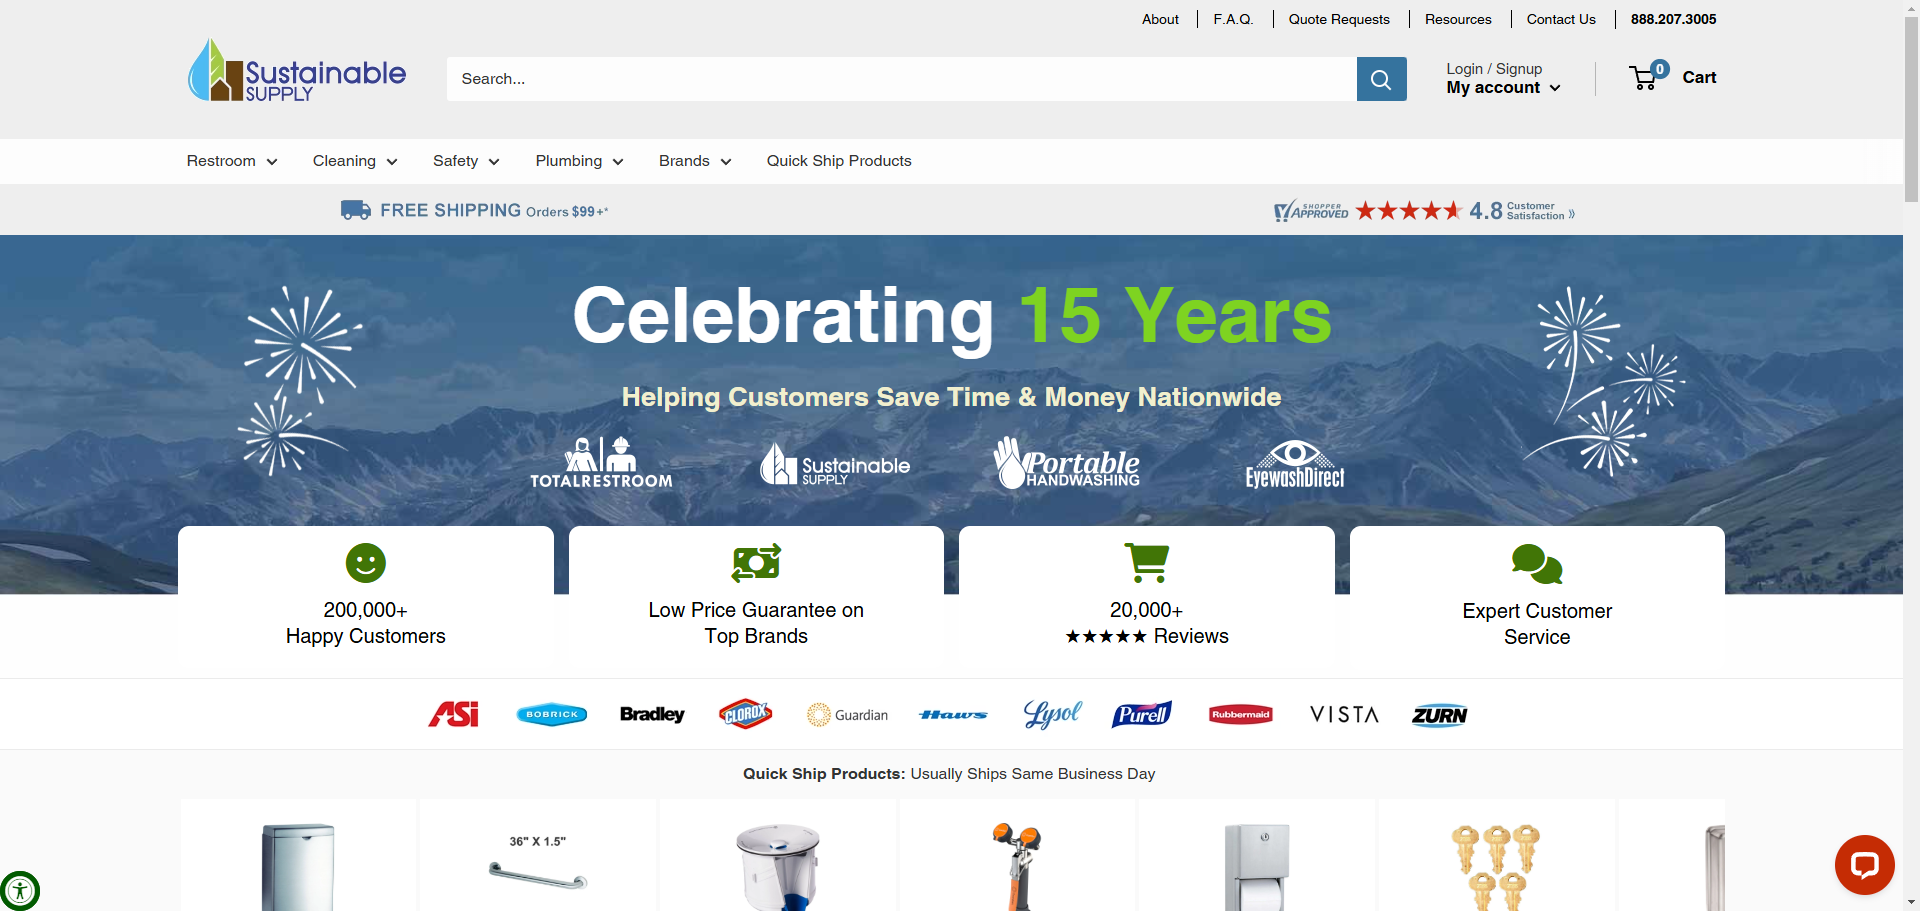 About
F.A.Q.
Quote Requests
Resources
Contact Us
888.207.3005
Sustainable
SUPPLY
Search...
Login / Signup
My account
0
Cart
Restroom
Cleaning
Safety
Plumbing
Brands
Quick Ship Products
FREE SHIPPING Orders $99+*
SHOPPER
APPROVED
★★★★★ 4.8 Customer
Satisfaction »
Celebrating 15 Years
Helping Customers Save Time & Money Nationwide
TOTALRESTROOM
Sustainable
SUPPLY
Portable
HANDWASHING
EyewashDirect
200,000+
Happy Customers
Low Price Guarantee on
Top Brands
20,000+
★★★★★ Reviews
Expert Customer
Service
ASi
BOBRICK
Bradley
CLOROX
Guardian
Haws
Lysol
Purell
Rubbermaid
VISTA
ZURN
Quick Ship Products: Usually Ships Same Business Day
36" X 1.5"